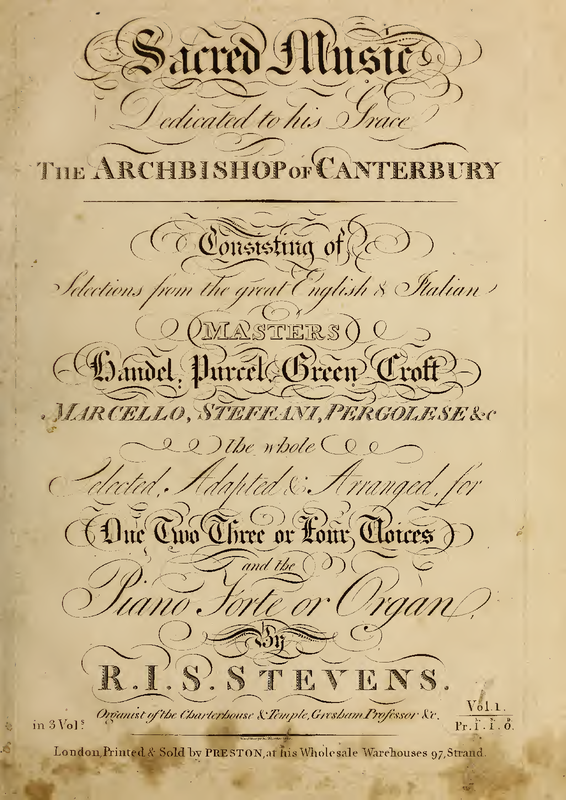 Sacred Music
Dedicated to his Grace
THE ARCHBISHOP OF CANTERBURY
Consisting of
Selections from the great English & Italian
MASTERS
Handel, Purcel, Green, Croft
MARCELLO, STEFFANI, PERGOLESE &c
the whole
Selected, Adapted & Arranged, for
One Two Three or Four Voices
and the
Piano Forte or Organ.
By
R. I. S. STEVENS.
Organist of the Charterhouse & Temple, Gresham Professor &c.
in 3 Vols.
Vol. 1.
Pr. 1. 1. 0.
London, Printed & Sold by PRESTON, at his Wholesale Warehouses 97, Strand.